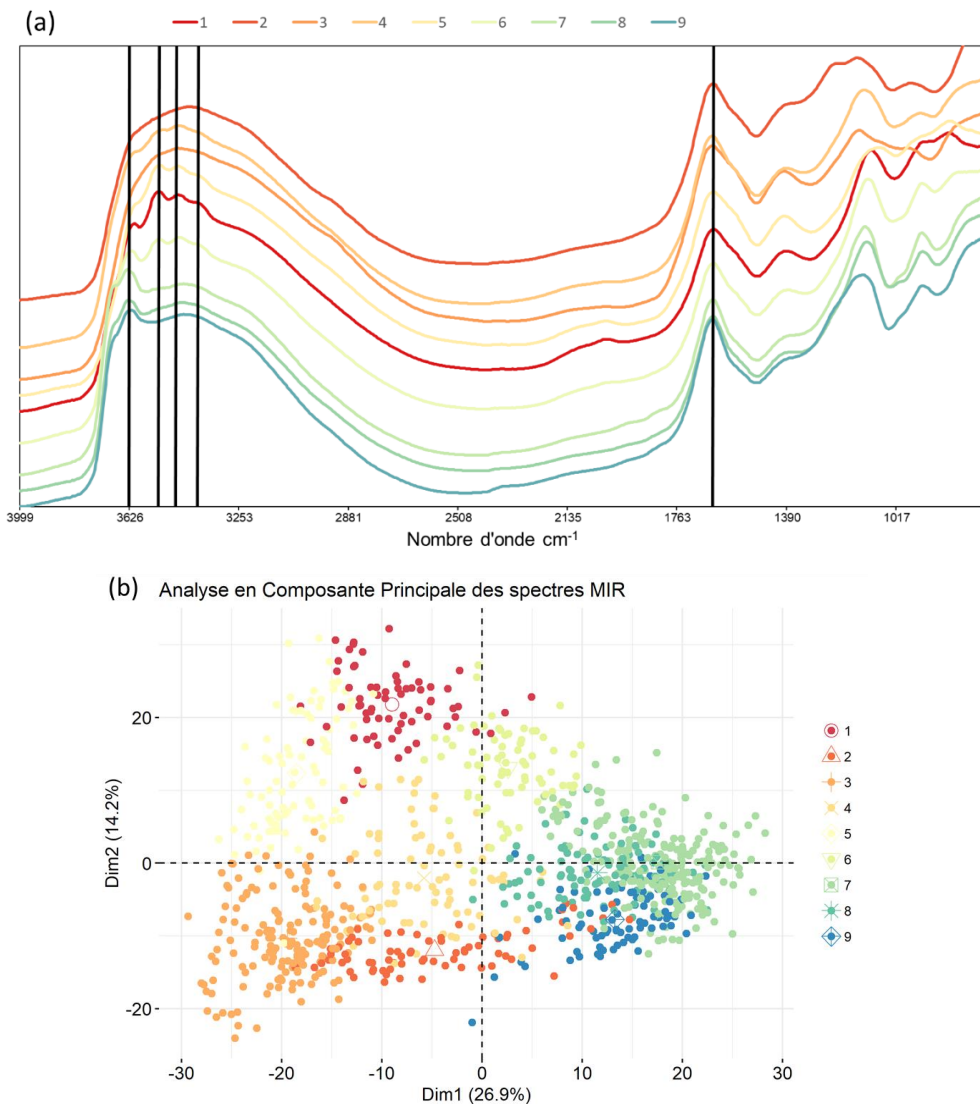 (a)
1 2 3 4 5 6 7 8 9
3999 3626 3253 2881 2508 2135 1763 1390 1017
Nombre d'onde cm⁻¹
(b) Analyse en Composante Principale des spectres MIR
Dim2 (14.2%)
20
0
-20
1
2
3
4
5
6
7
8
9
-30 -20 -10 0 10 20 30
Dim1 (26.9%)